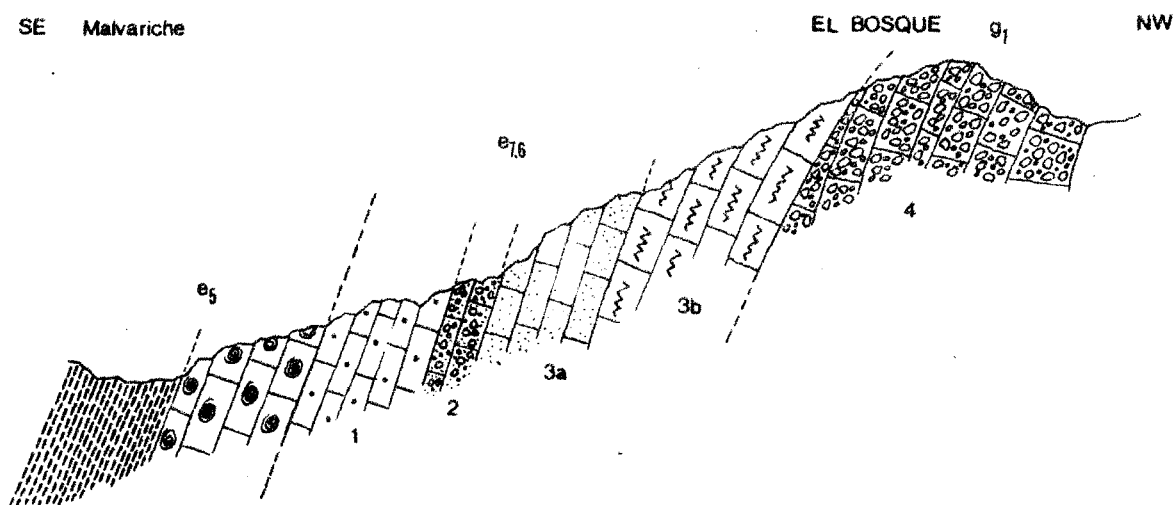 SE Malvariche EL BOSQUE g₁ NW
e₇,₆
e₅
4
3b
3a
2
1